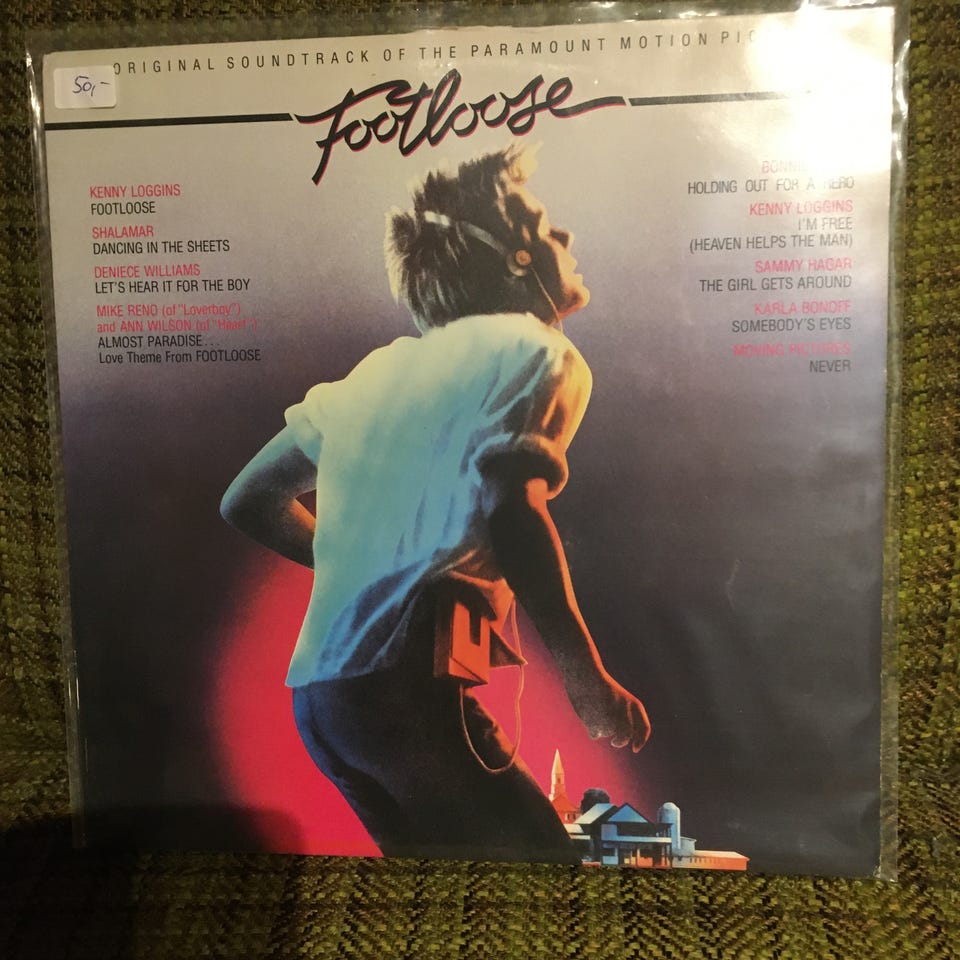 ORIGINAL SOUNDTRACK OF THE PARAMOUNT MOTION PIC
50,-
Footloose
KENNY LOGGINS
FOOTLOOSE
SHALAMAR
DANCING IN THE SHEETS
DENIECE WILLIAMS
LET'S HEAR IT FOR THE BOY
MIKE RENO (of "Loverboy")
and ANN WILSON (of "Heart")
ALMOST PARADISE...
Love Theme From FOOTLOOSE
BONNIE
HOLDING OUT FOR A HERO
KENNY LOGGINS
I'M FREE
(HEAVEN HELPS THE MAN)
SAMMY HAGAR
THE GIRL GETS AROUND
KARLA BONOFF
SOMEBODY'S EYES
MOVING PICTURES
NEVER